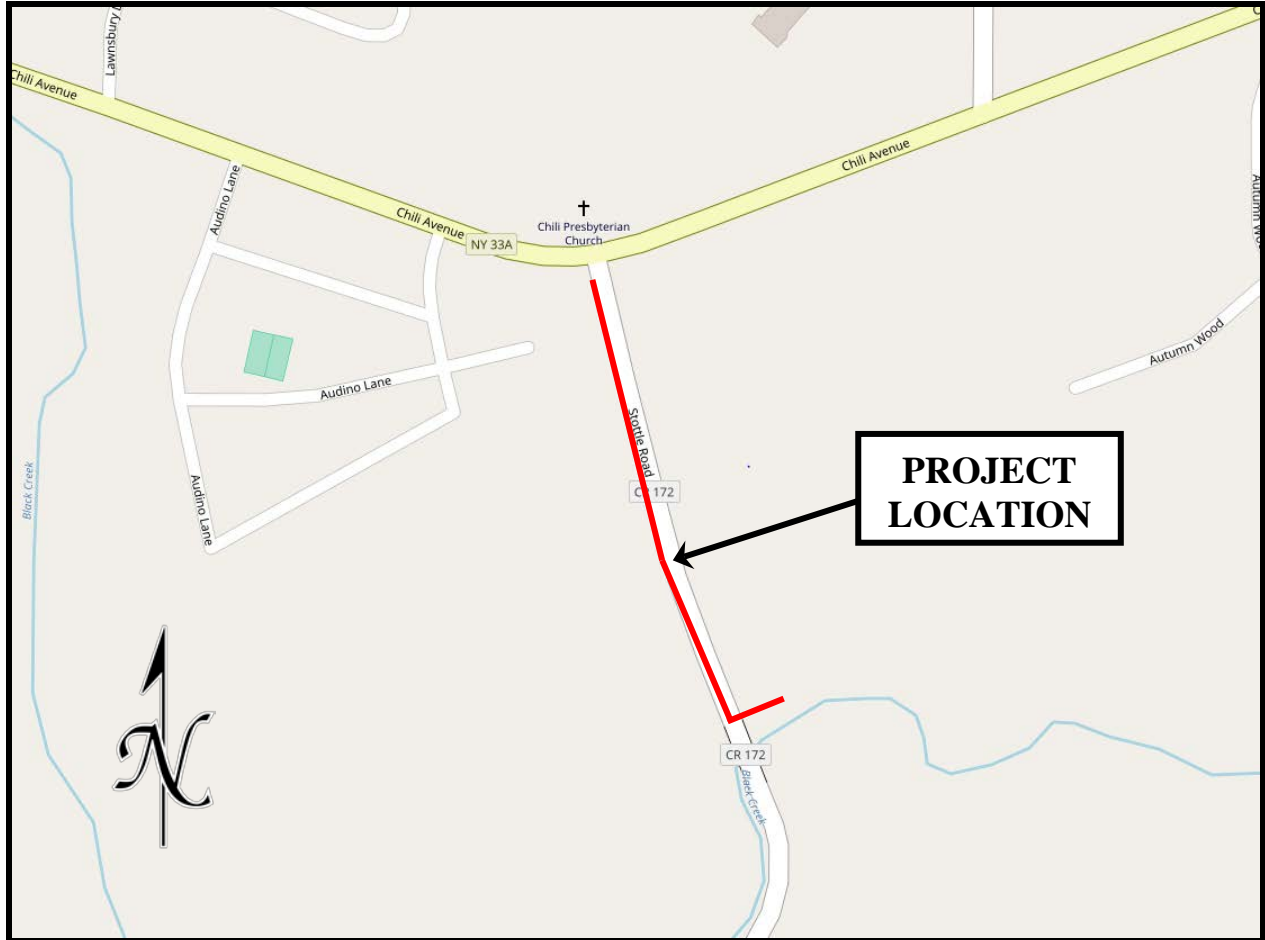 Lawnsbury
Chili Avenue
Chili Avenue
Audino Lane
Chili Avenue
NY 33A
Chili Presbyterian
Church
Autumn
Autumn Wood
Audino Lane
Stottle Road
CR 172
PROJECT
LOCATION
Black Creek
Audino Lane
N
CR 172
Black Creek